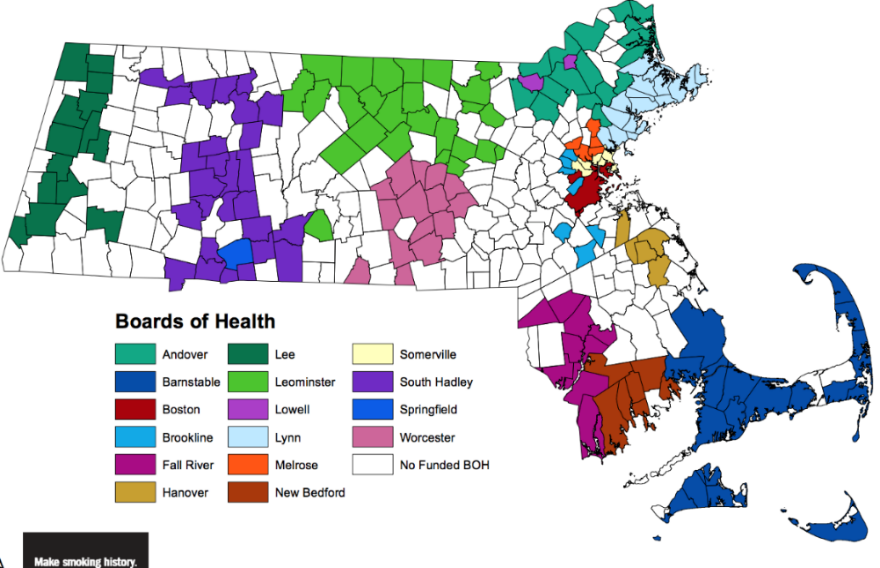 Boards of Health
Andover
Barnstable
Boston
Brookline
Fall River
Hanover
Lee
Leominster
Lowell
Lynn
Melrose
New Bedford
Somerville
South Hadley
Springfield
Worcester
No Funded BOH
Make smoking history.